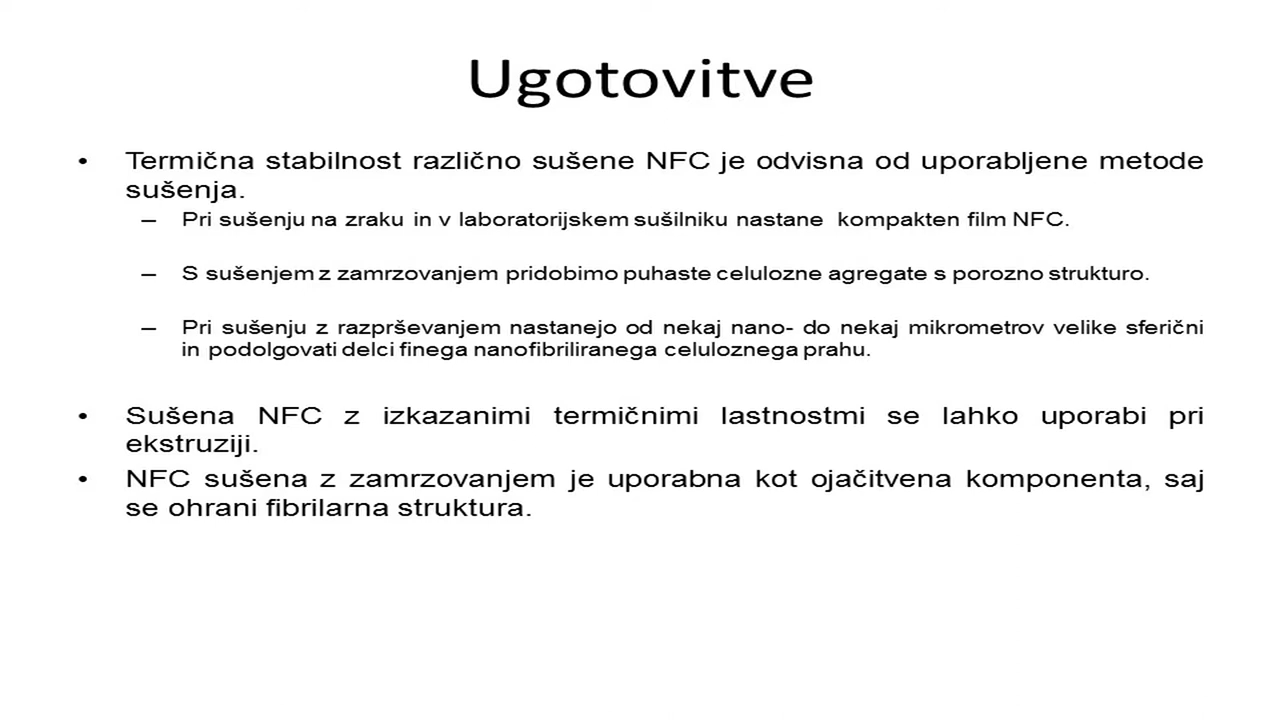 Ugotovitve
• Termična stabilnost različno sušene NFC je odvisna od uporabljene metode
sušenja.
– Pri sušenju na zraku in v laboratorijskem sušilniku nastane kompakten film NFC.
– S sušenjem z zamrzovanjem pridobimo puhaste celulozne agregate s porozno strukturo.
– Pri sušenju z razprševanjem nastanejo od nekaj nano- do nekaj mikrometrov velike sferični
in podolgovati delci finega nanofibriliranega celuloznega prahu.
• Sušena NFC z izkazanimi termičnimi lastnostmi se lahko uporabi pri
ekstruziji.
• NFC sušena z zamrzovanjem je uporabna kot ojačitvena komponenta, saj
se ohrani fibrilarna struktura.